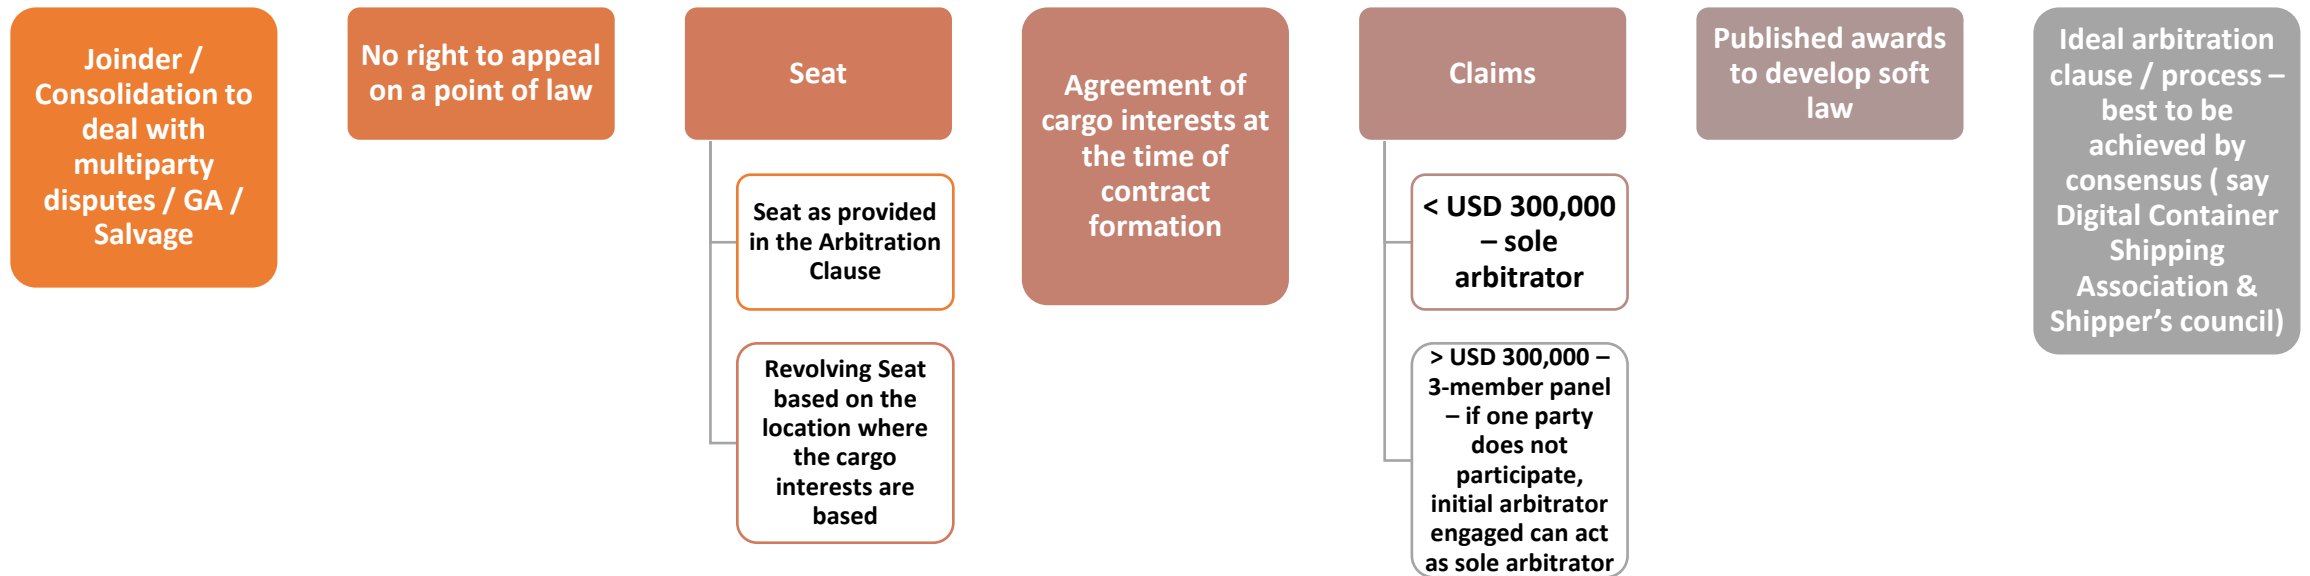 Joinder /
Consolidation to
deal with
multiparty
disputes / GA /
Salvage
No right to appeal
on a point of law
Seat
Seat as provided
in the Arbitration
Clause
Revolving Seat
based on the
location where
the cargo
interests are
based
Agreement of
cargo interests at
the time of
contract
formation
Claims
< USD 300,000
– sole
arbitrator
> USD 300,000 –
3-member panel
– if one party
does not
participate,
initial arbitrator
engaged can act
as sole arbitrator
Published awards
to develop soft
law
Ideal arbitration
clause / process –
best to be
achieved by
consensus ( say
Digital Container
Shipping
Association &
Shipper’s council)